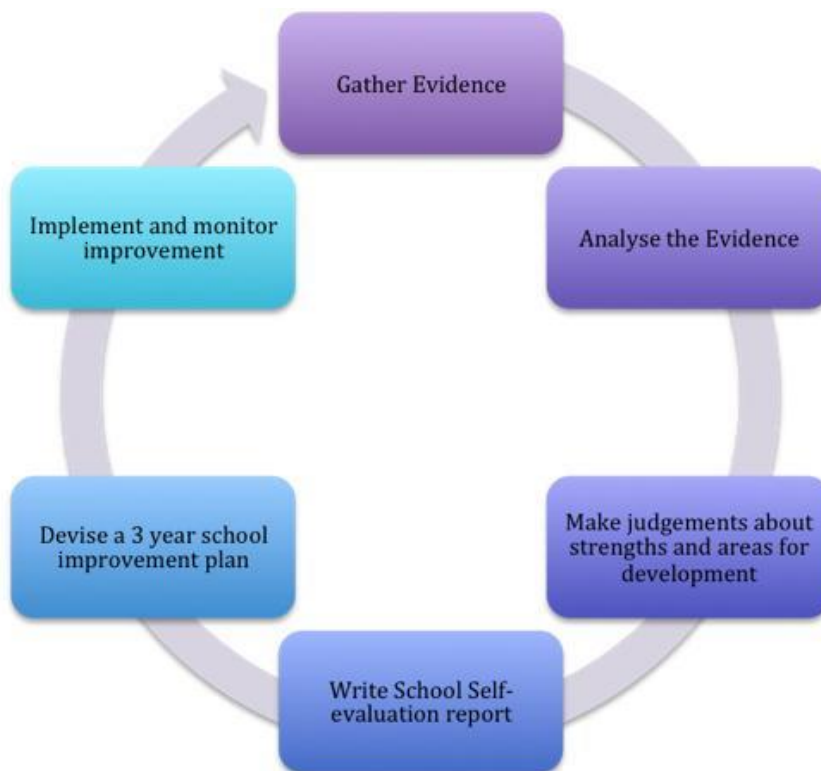 Gather Evidence
Analyse the Evidence
Make judgements about
strengths and areas for
development
Write School Self-
evaluation report
Devise a 3 year school
improvement plan
Implement and monitor
improvement